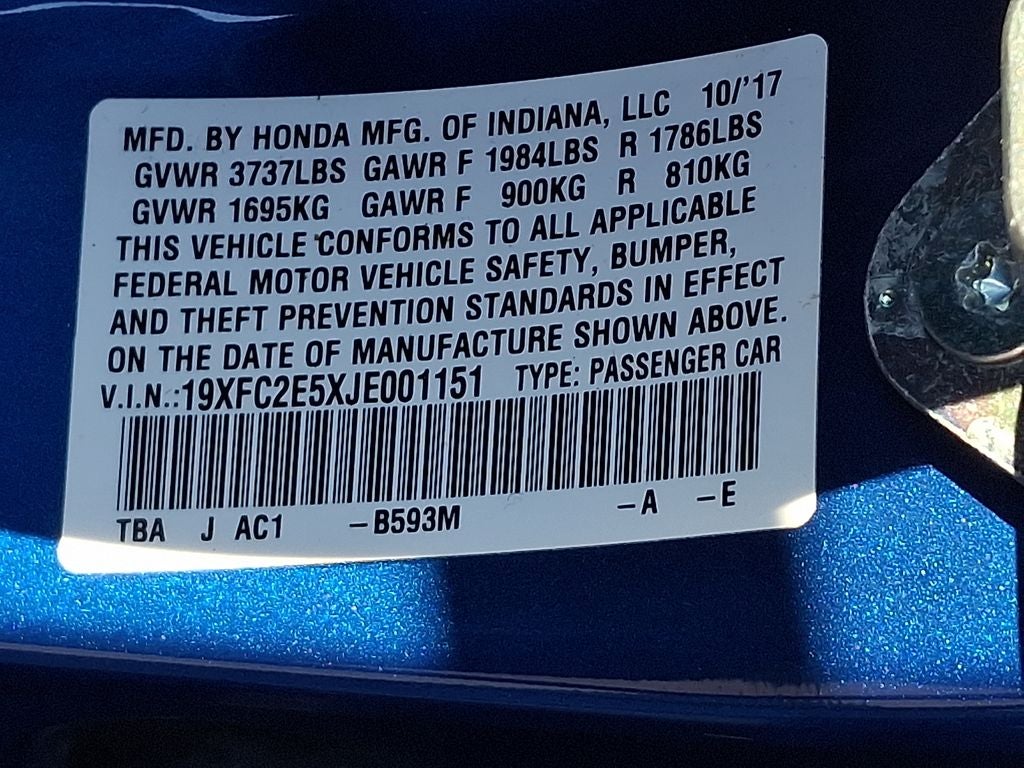 MFD. BY HONDA MFG. OF INDIANA, LLC 10/'17
GVWR 3737LBS GAWR F 1984LBS R 1786LBS
GVWR 1695KG GAWR F 900KG R 810KG
THIS VEHICLE CONFORMS TO ALL APPLICABLE
FEDERAL MOTOR VEHICLE SAFETY, BUMPER,
AND THEFT PREVENTION STANDARDS IN EFFECT
ON THE DATE OF MANUFACTURE SHOWN ABOVE.
V.I.N.:19XFC2E5XJE001151 TYPE: PASSENGER CAR
TBA J AC1 -B593M -A -E